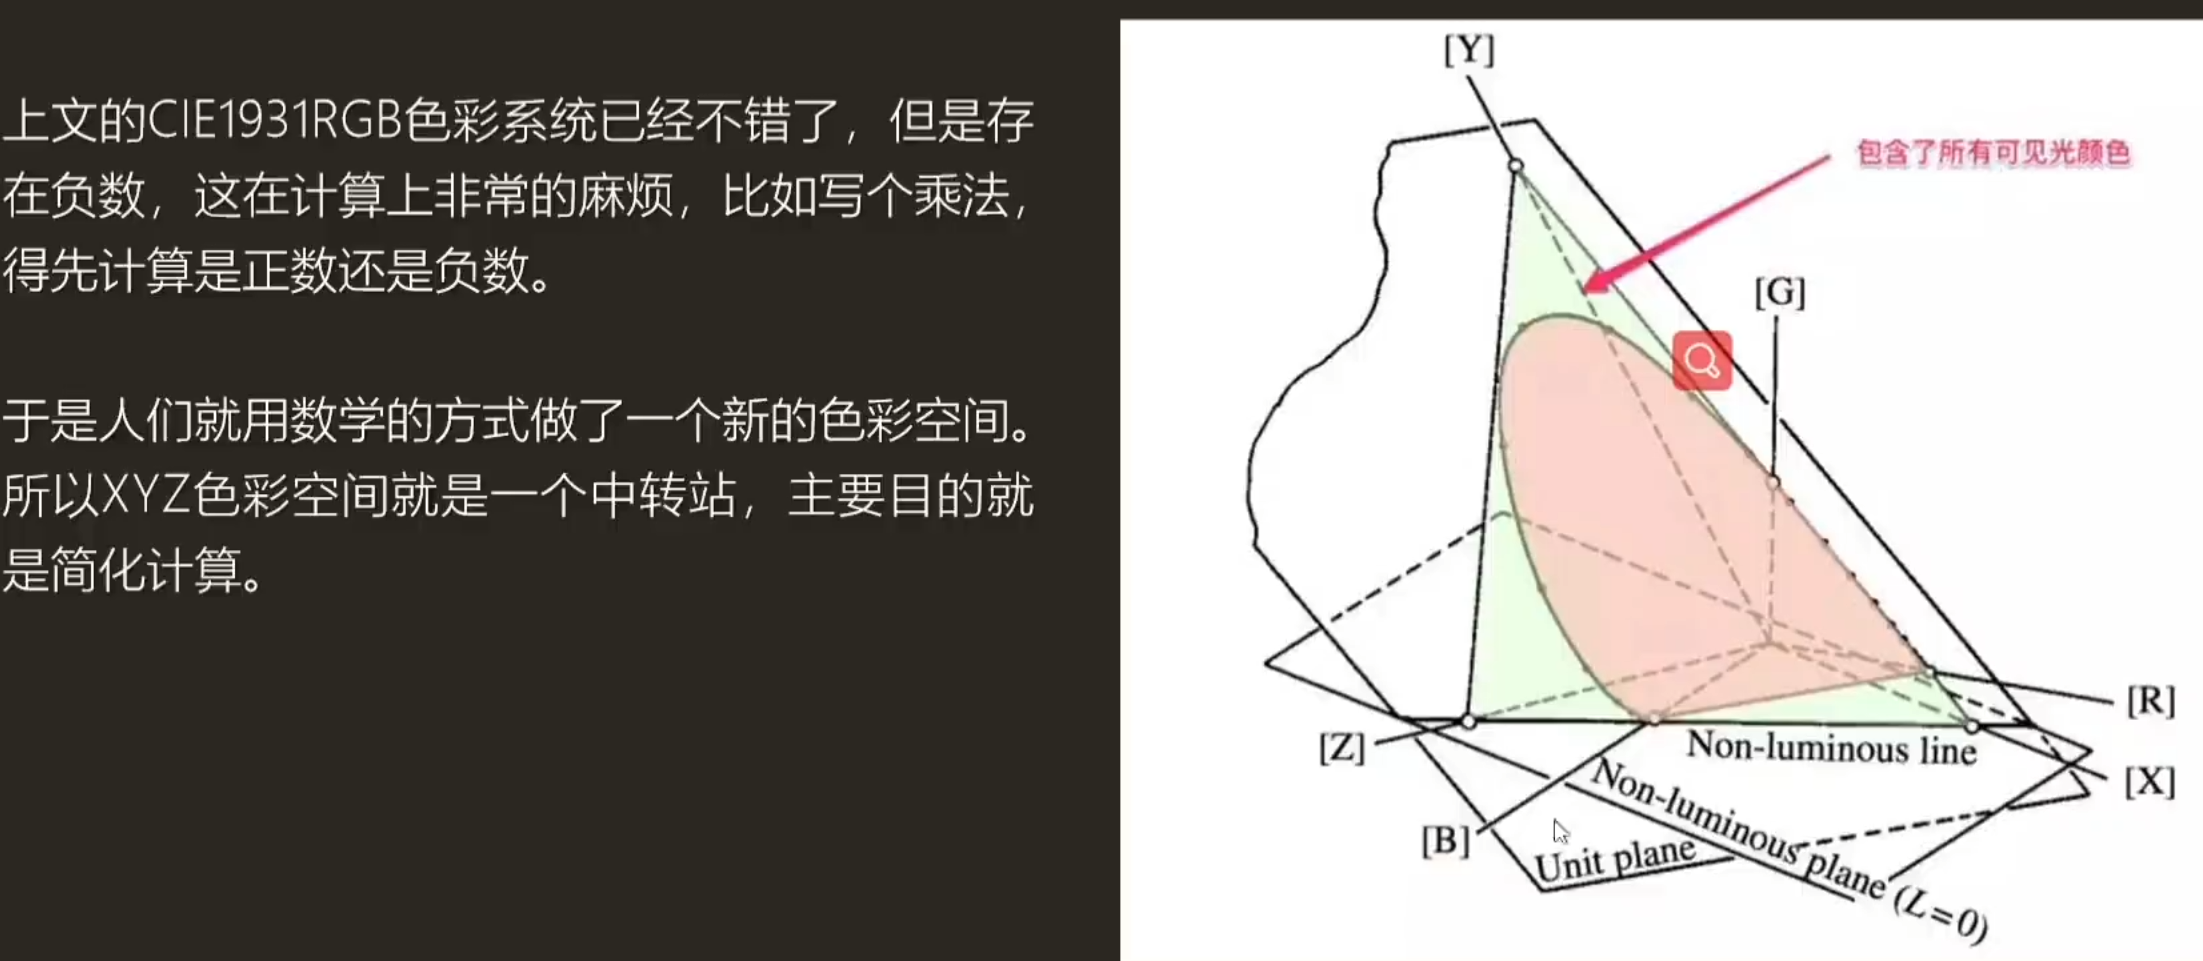 上文的CIE1931RGB色彩系统已经不错了，但是存
在负数，这在计算上非常的麻烦，比如写个乘法，
得先计算是正数还是负数。
于是人们就用数学的方式做了一个新的色彩空间。
所以XYZ色彩空间就是一个中转站，主要目的就
是简化计算。
[Y]
包含了所有可见光颜色
[G]
[R]
[Z]
Non-luminous line
[X]
[B]
Non-luminous plane (L=0)
Unit plane